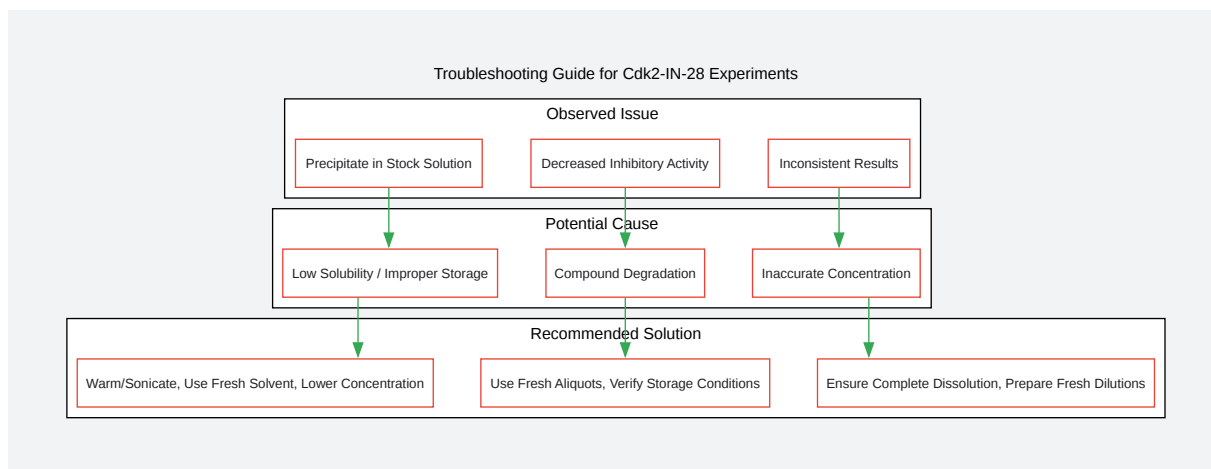 Troubleshooting Guide for Cdk2-IN-28 Experiments
Observed Issue
Precipitate in Stock Solution
Decreased Inhibitory Activity
Inconsistent Results
Potential Cause
Low Solubility / Improper Storage
Compound Degradation
Inaccurate Concentration
Recommended Solution
Warm/Sonicate, Use Fresh Solvent, Lower Concentration
Use Fresh Aliquots, Verify Storage Conditions
Ensure Complete Dissolution, Prepare Fresh Dilutions